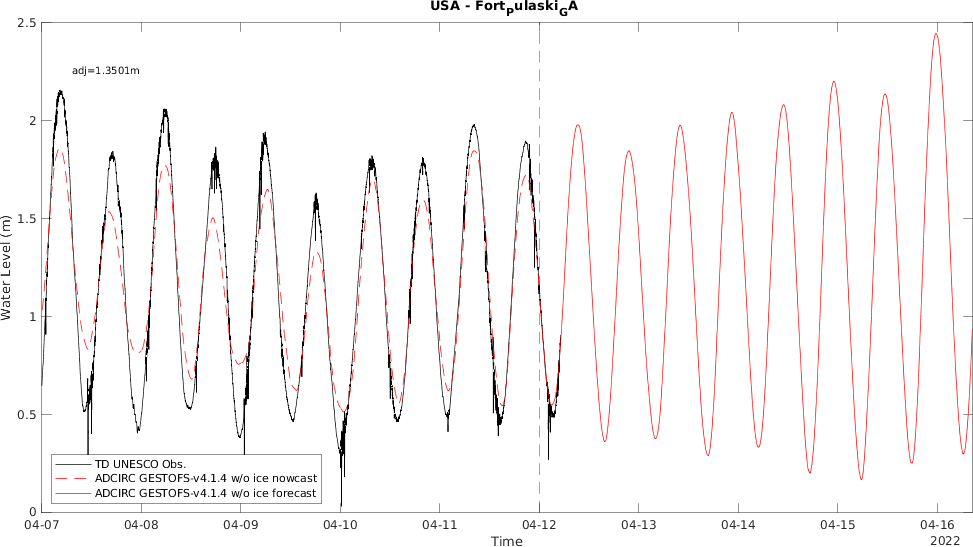 USA - Fort_Pulaski_GA
adj=1.3501m
2.5
2
1.5
1
0.5
0
Water Level (m)
TD UNESCO Obs.
ADCIRC GESTOFS-v4.1.4 w/o ice nowcast
ADCIRC GESTOFS-v4.1.4 w/o ice forecast
04-07 04-08 04-09 04-10 04-11 04-12 04-13 04-14 04-15 04-16
Time
2022